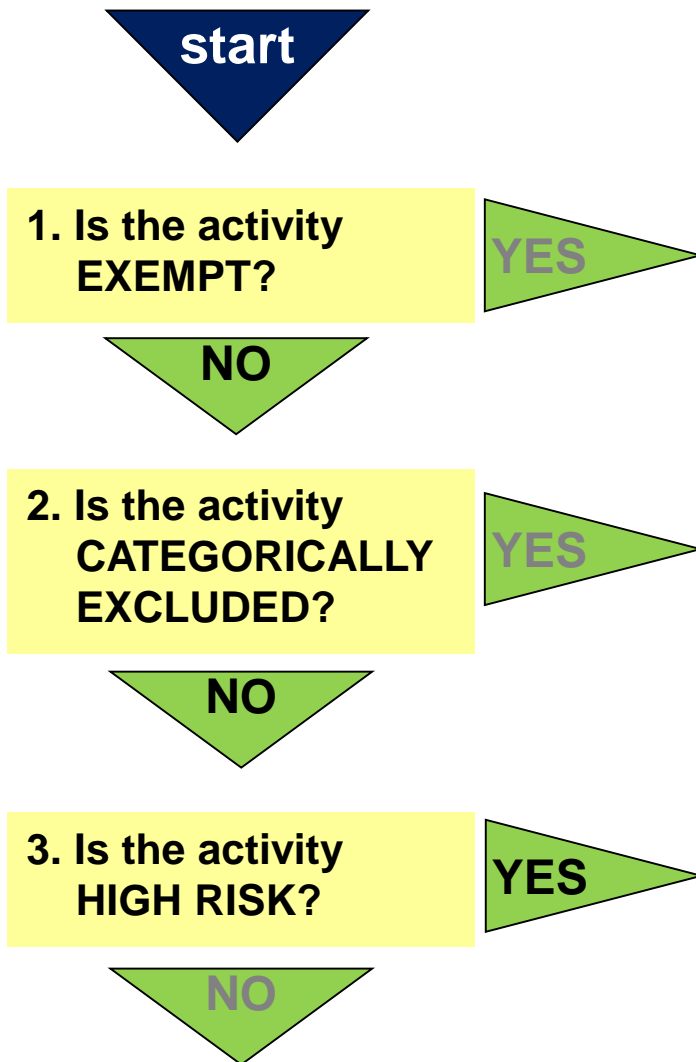 start
1. Is the activity
EXEMPT?
YES
NO
2. Is the activity
CATEGORICALLY
EXCLUDED?
YES
NO
3. Is the activity
HIGH RISK?
YES
NO